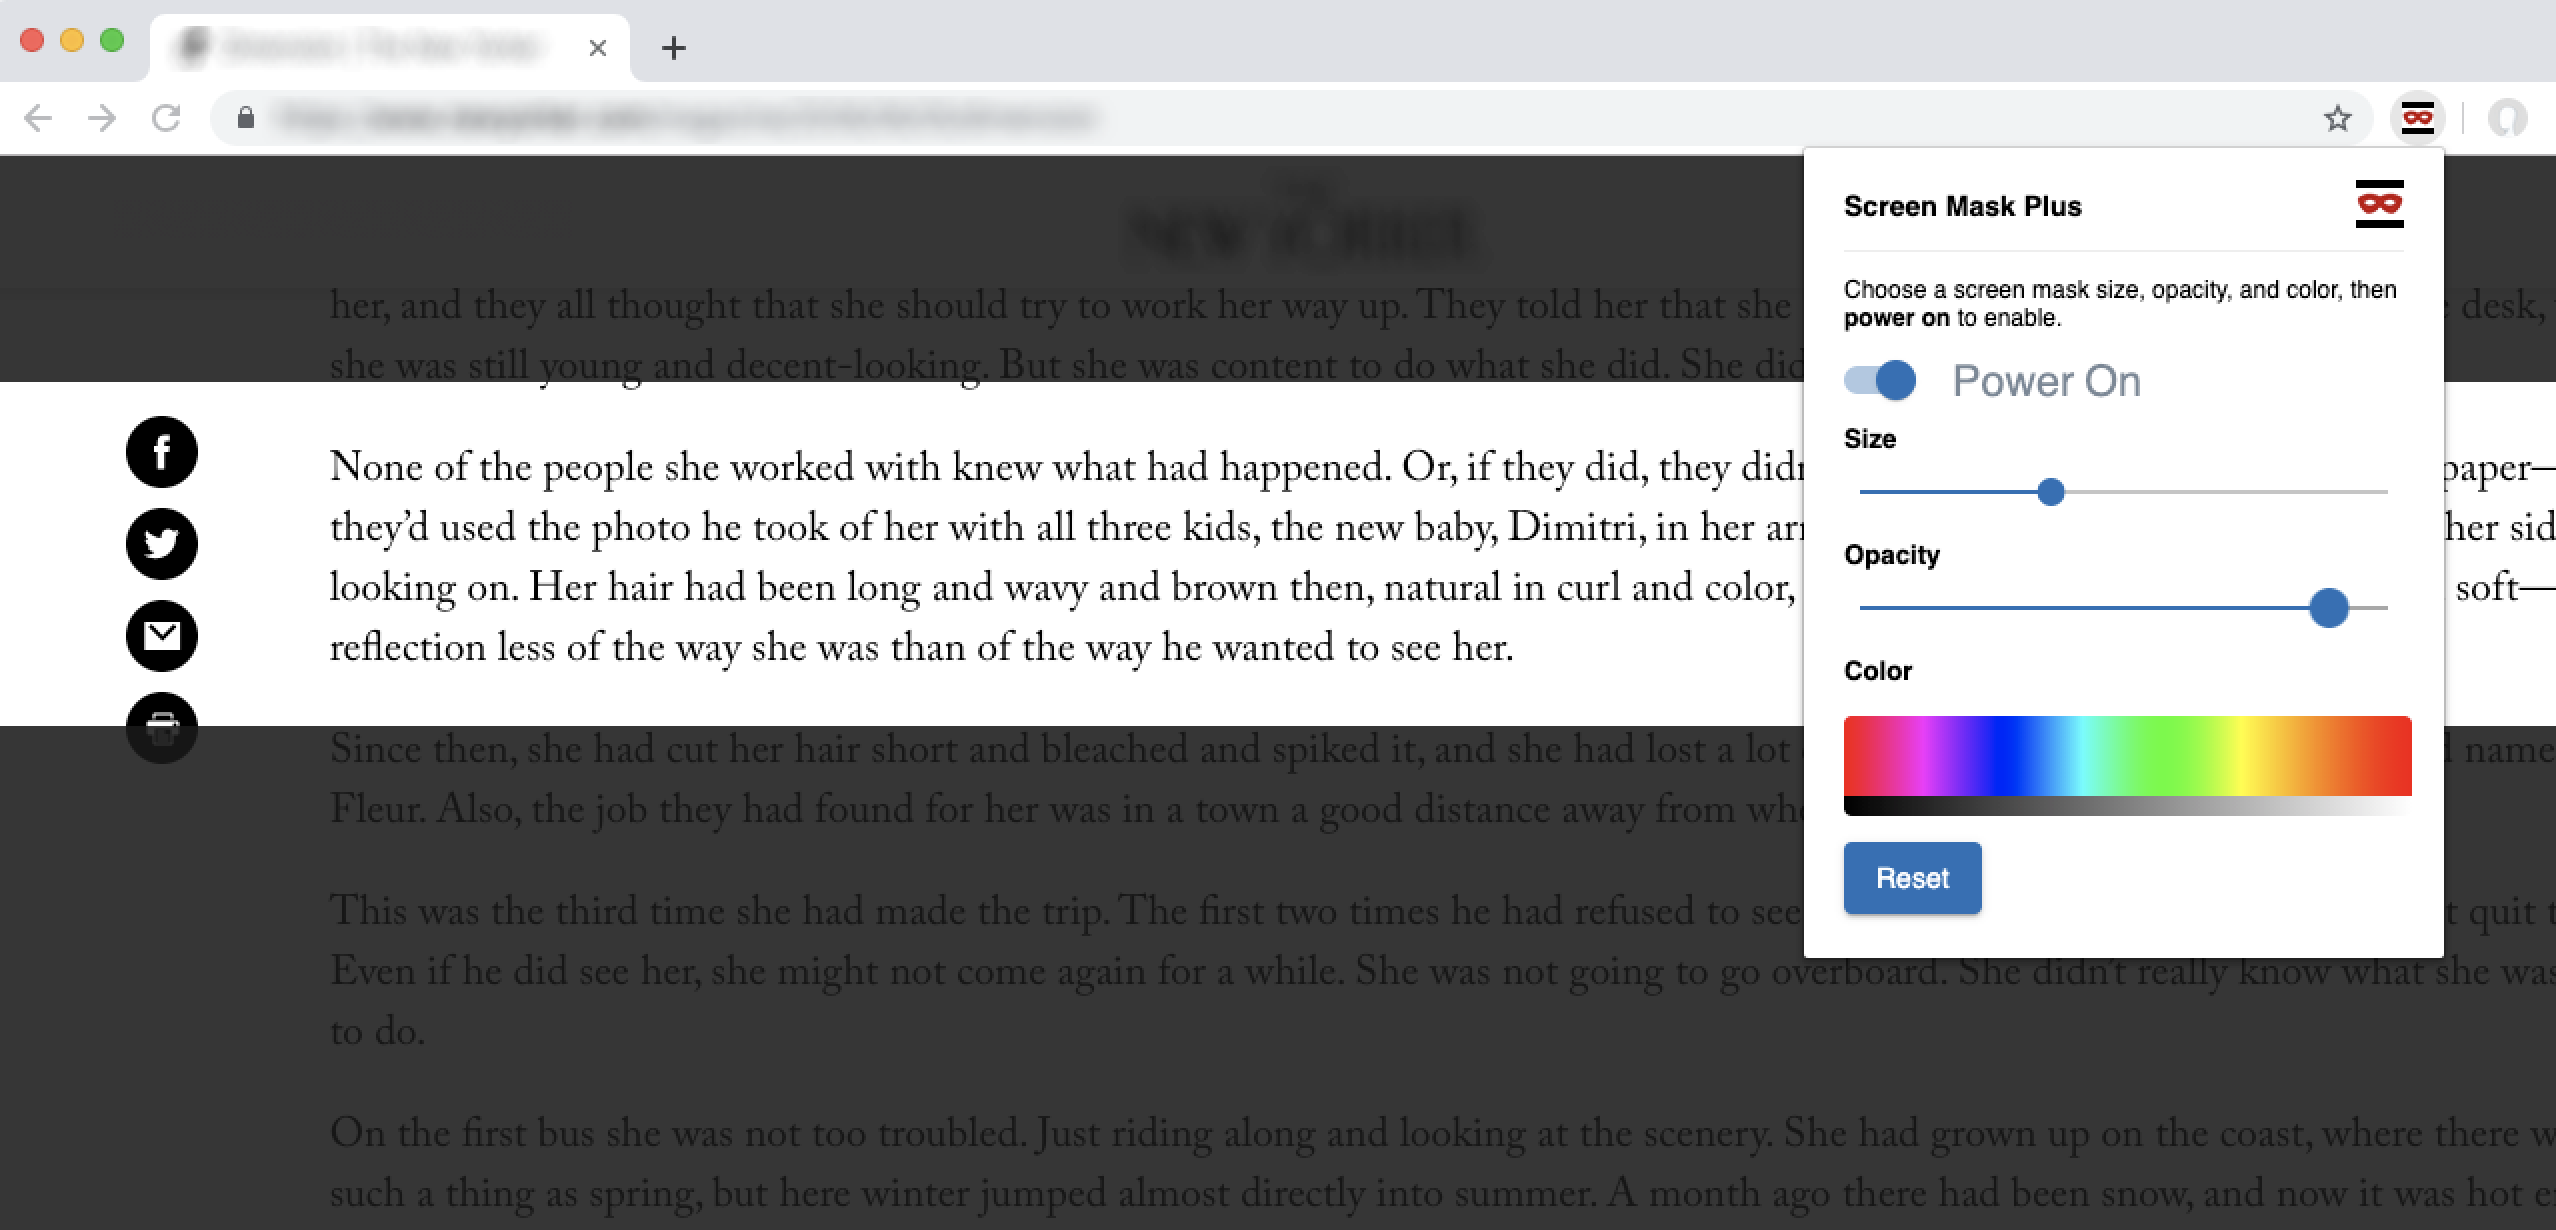 her, and they all thought that she should try to work her way up. They told her that she desk,
she was still young and decent-looking. But she was content to do what she did. She did
None of the people she worked with knew what had happened. Or, if they did, they paper—
they’d used the photo he took of her with all three kids, the new baby, Dimitri, in her her
looking on. Her hair had been long and wavy and brown then, natural in curl and color, soft—
reflection less of the way she was than of the way he wanted to see her.
Since then, she had cut her hair short and bleached and spiked it, and she had lost a lot name
Fleur. Also, the job they had found for her was in a town a good distance away from
This was the third time she had made the trip. The first two times he had refused to see quit
Even if he did see her, she might not come again for a while. She was not going to go overboard. She didn’t really know what she was
to do.
On the first bus she was not too troubled. Just riding along and looking at the scenery. She had grown up on the coast, where there
such a thing as spring, but here winter jumped almost directly into summer. A month ago there had been snow, and now it was hot
Screen Mask Plus
Choose a screen mask size, opacity, and color, then
power on to enable.
Power On
Size
Opacity
Color
Reset